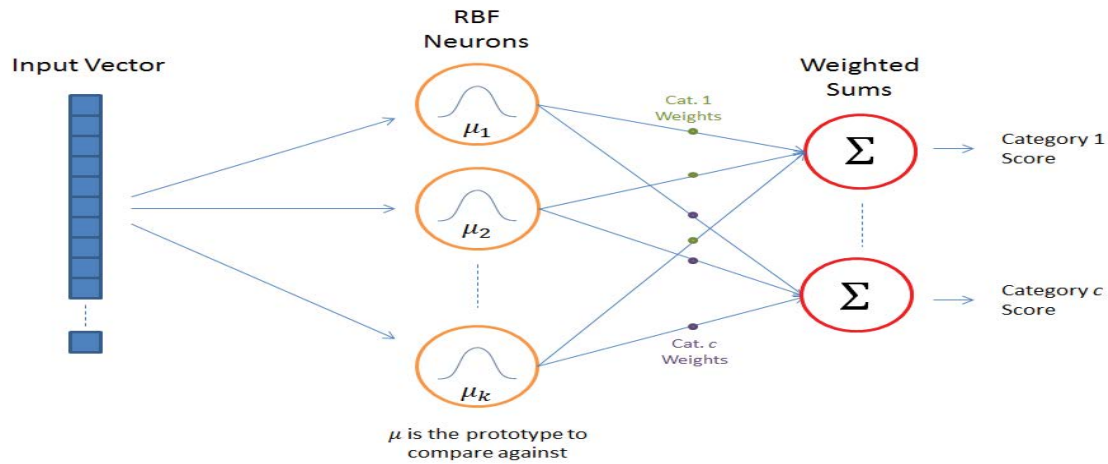 RBF
Neurons
Input Vector
Weighted
Sums
μ₁
Cat. 1
Weights
Σ
Category 1
Score
μ₂
Σ
Category c
Score
Cat. c
Weights
μₖ
μ is the prototype to
compare against